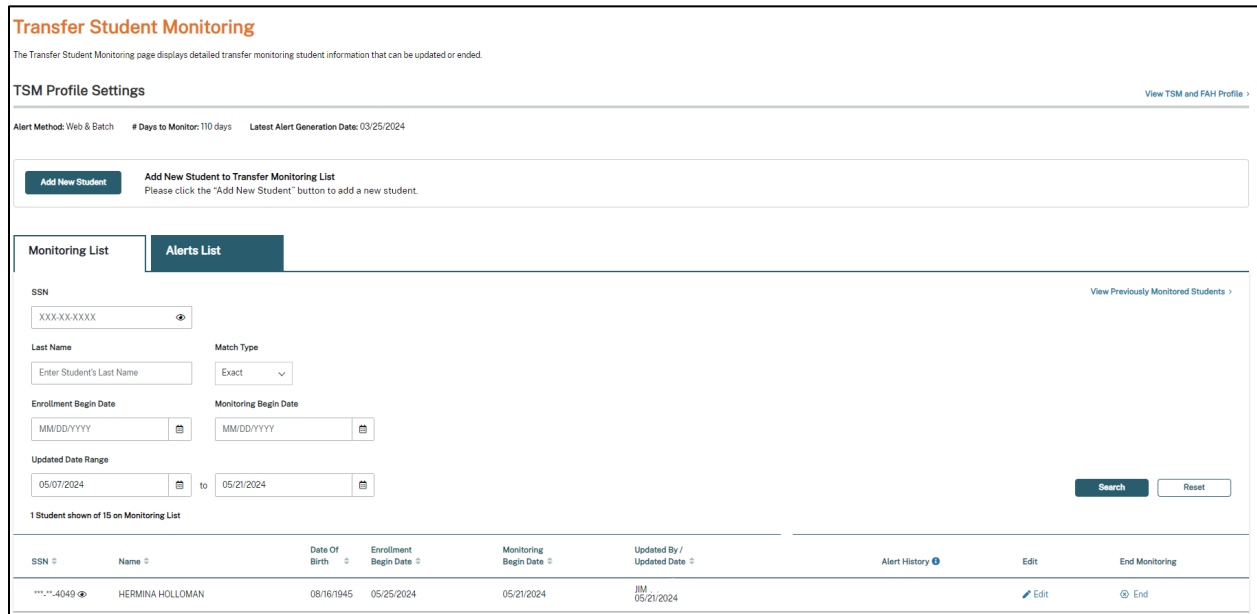 Transfer Student Monitoring
The Transfer Student Monitoring page displays detailed transfer monitoring student information that can be updated or ended.
TSM Profile Settings
View TSM and FAH Profile >
Alert Method: Web & Batch # Days to Monitor: 110 days Latest Alert Generation Date: 03/25/2024
Add New Student
Add New Student to Transfer Monitoring List
Please click the "Add New Student" button to add a new student.
Monitoring List Alerts List
SSN
View Previously Monitored Students >
XXX-XX-XXXX
Last Name Match Type
Enter Student's Last Name Exact
Enrollment Begin Date Monitoring Begin Date
MM/DD/YYYY MM/DD/YYYY
Updated Date Range
05/07/2024 to 05/21/2024
Search Reset
1 Student shown of 15 on Monitoring List
SSN Name Date Of Birth Enrollment Begin Date Monitoring Begin Date Updated By / Updated Date Alert History Edit End Monitoring
***-**-4049 HERMINA HOLLOMAN 08/16/1945 05/25/2024 05/21/2024 JIM 05/21/2024 Edit End